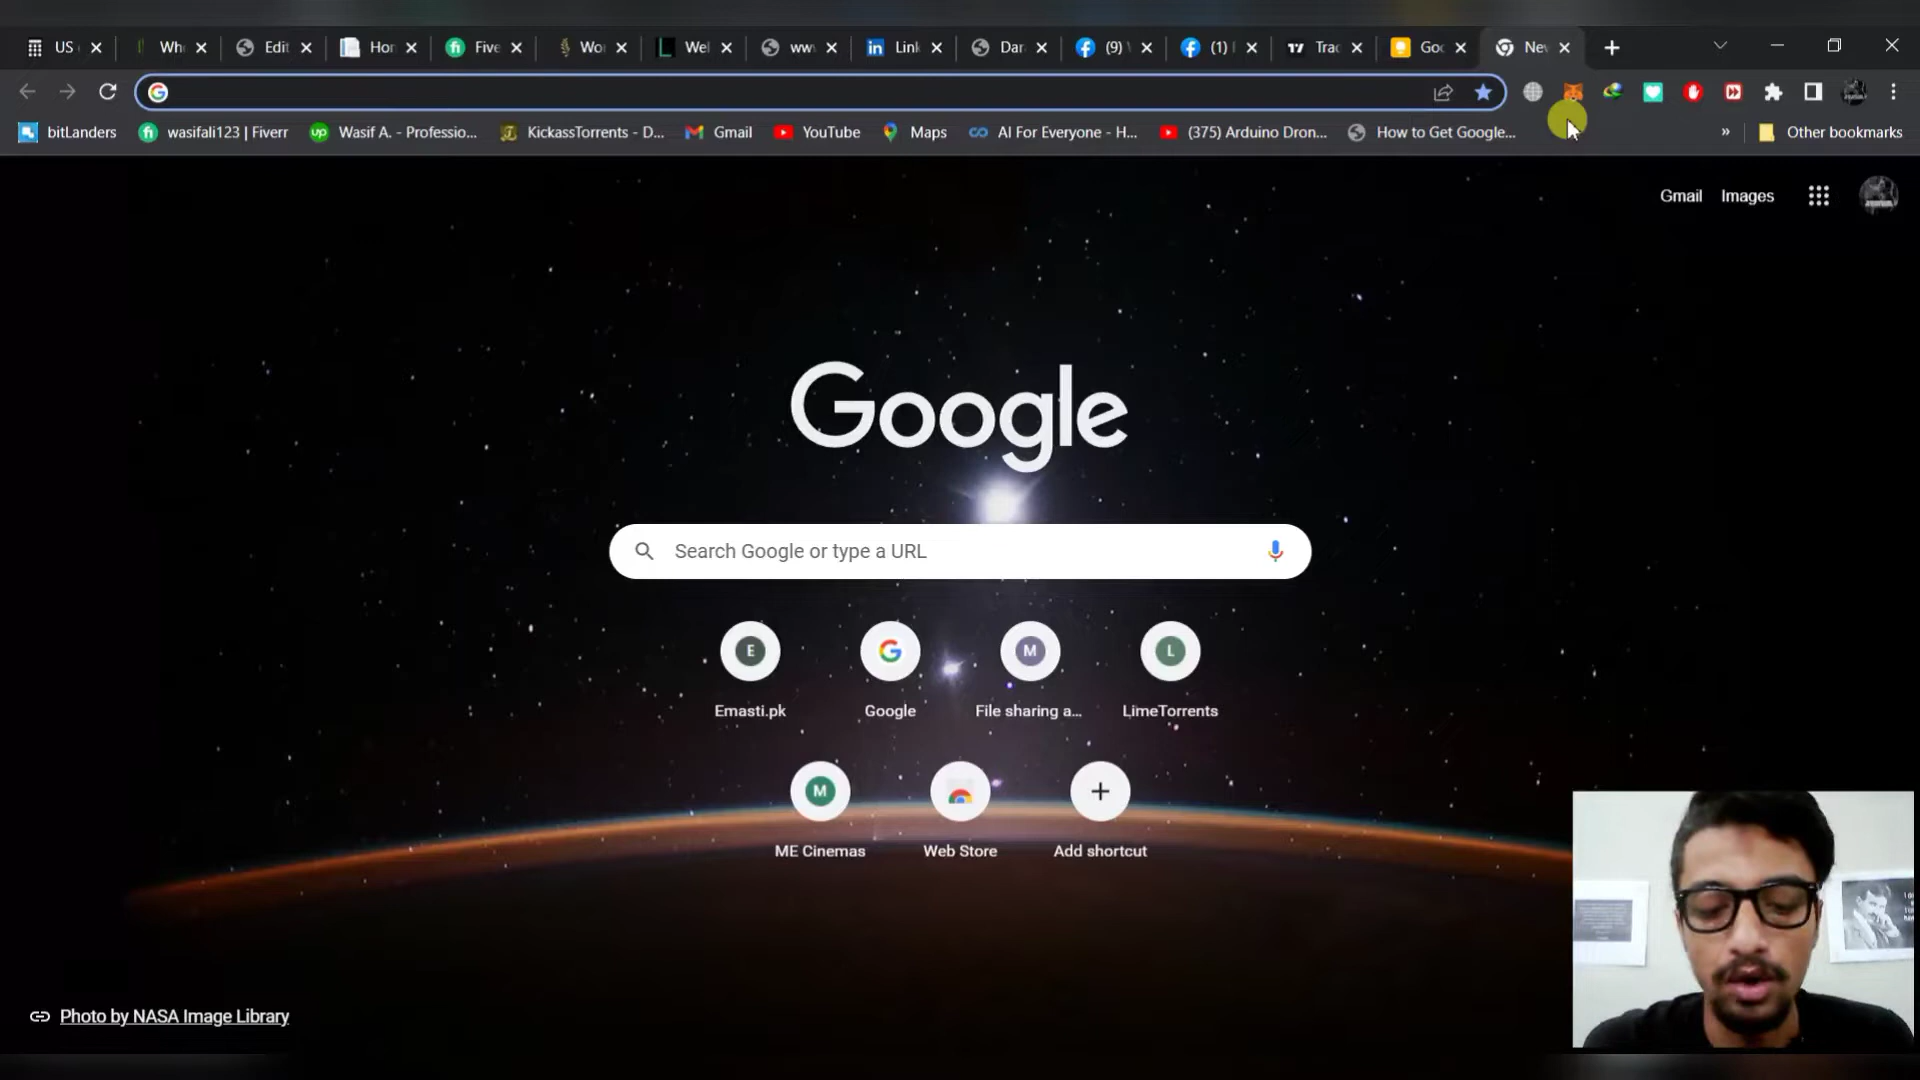 US
Wh
Edit
Hor
Five
Wo
Wel
ww
Link
Dar
(9)
(1)
Trac
Goo
Nev
bitLanders
wasifali123 | Fiverr
Wasif A. - Professio...
KickassTorrents - D...
Gmail
YouTube
Maps
AI For Everyone - H...
(375) Arduino Dron...
How to Get Google...
»
Other bookmarks
Gmail Images
Google
Search Google or type a URL
E
M
L
Emasti.pk
Google
File sharing a...
LimeTorrents
M
ME Cinemas
Web Store
Add shortcut
Photo by NASA Image Library